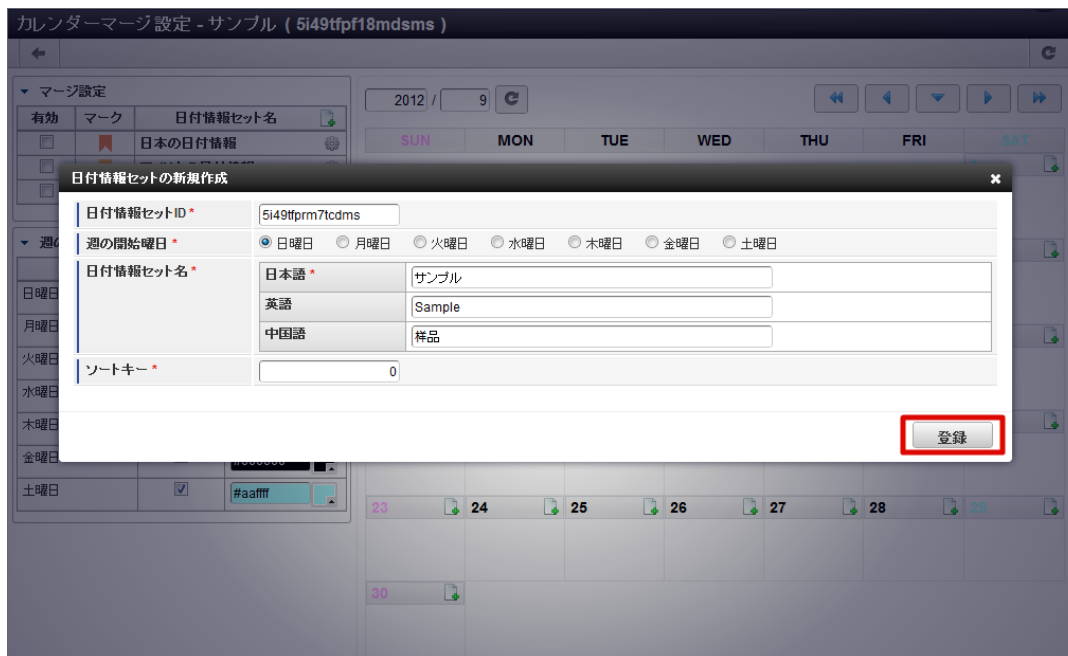 カレンダーマージ設定 - サンプル ( 5i49tfpf18mdsms )
マージ設定
有効 マーク 日付情報セット名
日本の日付情報
2012 / 9
SUN MON TUE WED THU FRI SAT
日付情報セットの新規作成
日付情報セットID *
5i49tfprm7tcdms
週の開始曜日 *
日曜日 月曜日 火曜日 水曜日 木曜日 金曜日 土曜日
日付情報セット名 *
日本語 *
サンプル
英語
Sample
中国語
样品
ソートキー *
0
登録
日曜日
月曜日
火曜日
水曜日
木曜日
金曜日
土曜日
#aaffff
23 24 25 26 27 28 29
30